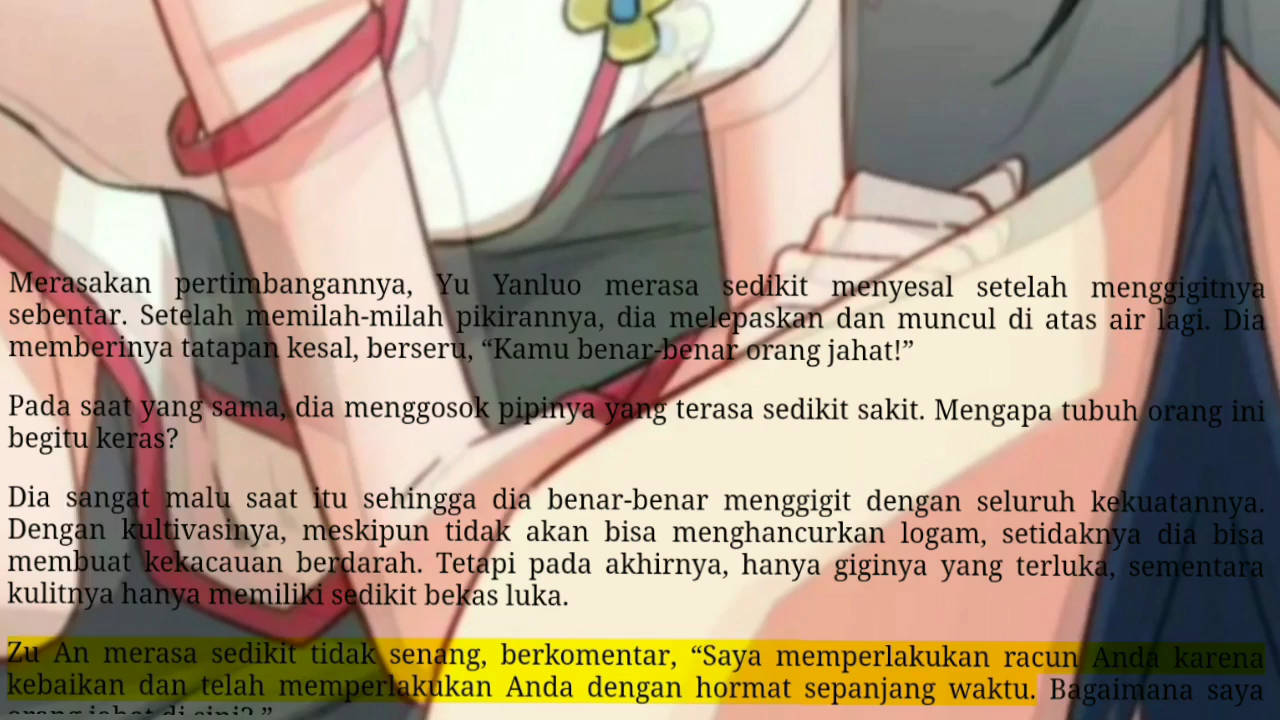 Merasakan pertimbangannya, Yu Yanluo merasa sedikit menyesal setelah menggigitnya
sebentar. Setelah memilah-milah pikirannya, dia melepaskan dan muncul di atas air lagi. Dia
memberinya tatapan kesal, berseru, “Kamu benar-benar orang jahat!”
Pada saat yang sama, dia menggosok pipinya yang terasa sedikit sakit. Mengapa tubuh orang ini
begitu keras?
Dia sangat malu saat itu sehingga dia benar-benar menggigit dengan seluruh kekuatannya.
Dengan kultivasinya, meskipun tidak akan bisa menghancurkan logam, setidaknya dia bisa
membuat kekacauan berdarah. Tetapi pada akhirnya, hanya giginya yang terluka, sementara
kulitnya hanya memiliki sedikit bekas luka.
Zu An merasa sedikit tidak senang, berkomentar, “Saya memperlakukan racun Anda karena
kebaikan dan telah memperlakukan Anda dengan hormat sepanjang waktu. Bagaimana saya
orang jahat di sini?”